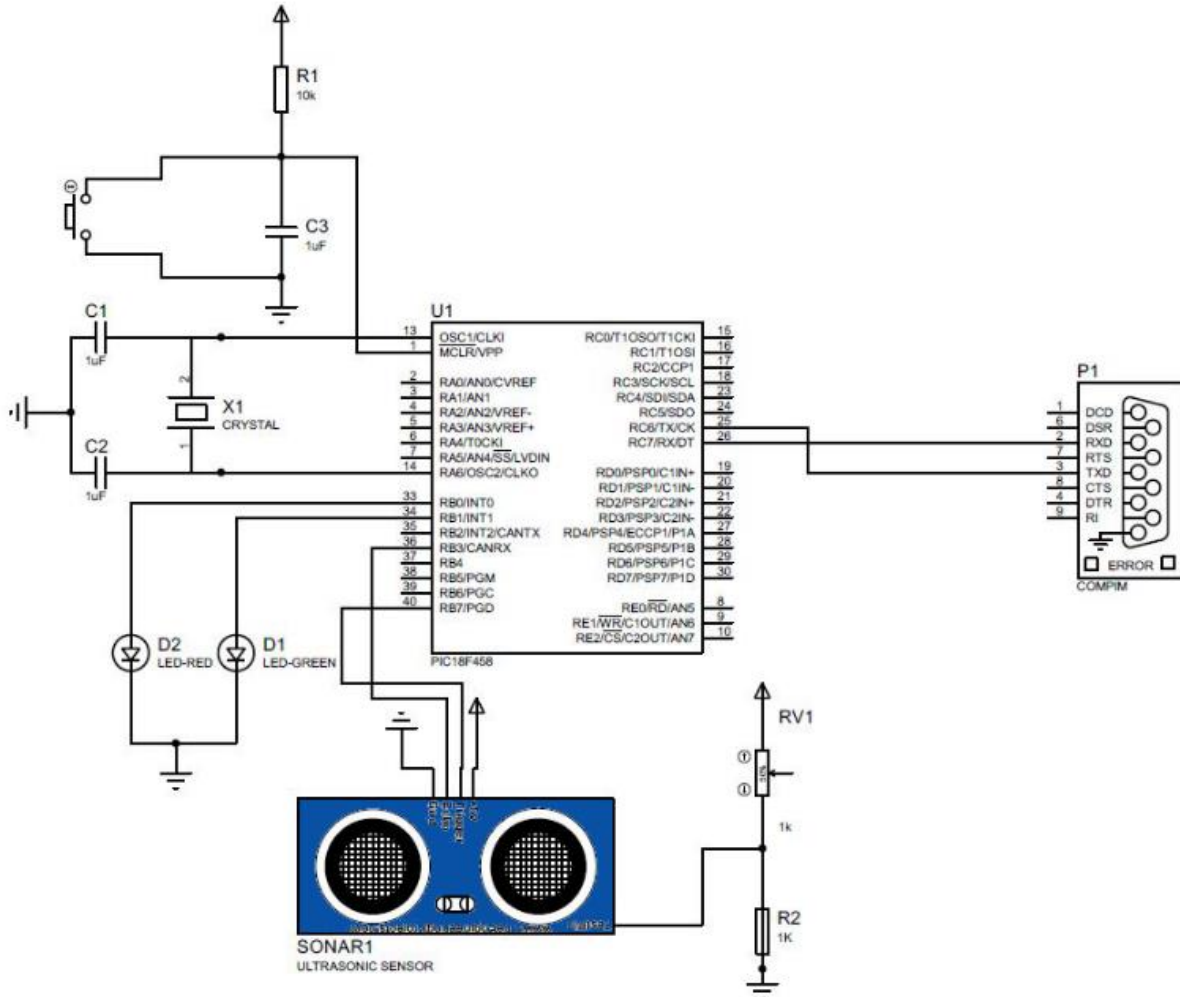 R1
10k
C3
1uF
C1
1uF
X1
CRYSTAL
2
1
C2
1uF
U1
13 OSC1/CLKI
1 MCLR/VPP
2 RA0/AN0/CVREF
3 RA1/AN1
4 RA2/AN2/VREF-
5 RA3/AN3/VREF+
6 RA4/T0CKI
7 RA5/AN4/SS/LVDIN
14 RA6/OSC2/CLKO
33 RB0/INT0
34 RB1/INT1
35 RB2/INT2/CANTX
36 RB3/CANRX
37 RB4
38 RB5/PGM
39 RB6/PGC
40 RB7/PGD
RC0/T1OSO/T1CKI 15
RC1/T1OSI 16
RC2/CCP1 17
RC3/SCK/SCL 18
RC4/SDI/SDA 23
RC5/SDO 24
RC6/TX/CK 25
RC7/RX/DT 26
RD0/PSP0/C1IN+ 19
RD1/PSP1/C1IN- 20
RD2/PSP2/C2IN+ 21
RD3/PSP3/C2IN- 22
RD4/PSP4/ECCP1/P1A 27
RD5/PSP5/P1B 28
RD6/PSP6/P1C 29
RD7/PSP7/P1D 30
RE0/RD/AN5 8
RE1/WR/C1OUT/AN6 9
RE2/CS/C2OUT/AN7 10
PIC18F458
P1
1 DCD
6 DSR
2 RXD
7 RTS
3 TXD
8 CTS
4 DTR
9 RI
ERROR
COMPIM
D2
LED-RED
D1
LED-GREEN
RV1
1k
R2
1K
SONAR1
ULTRASONIC SENSOR